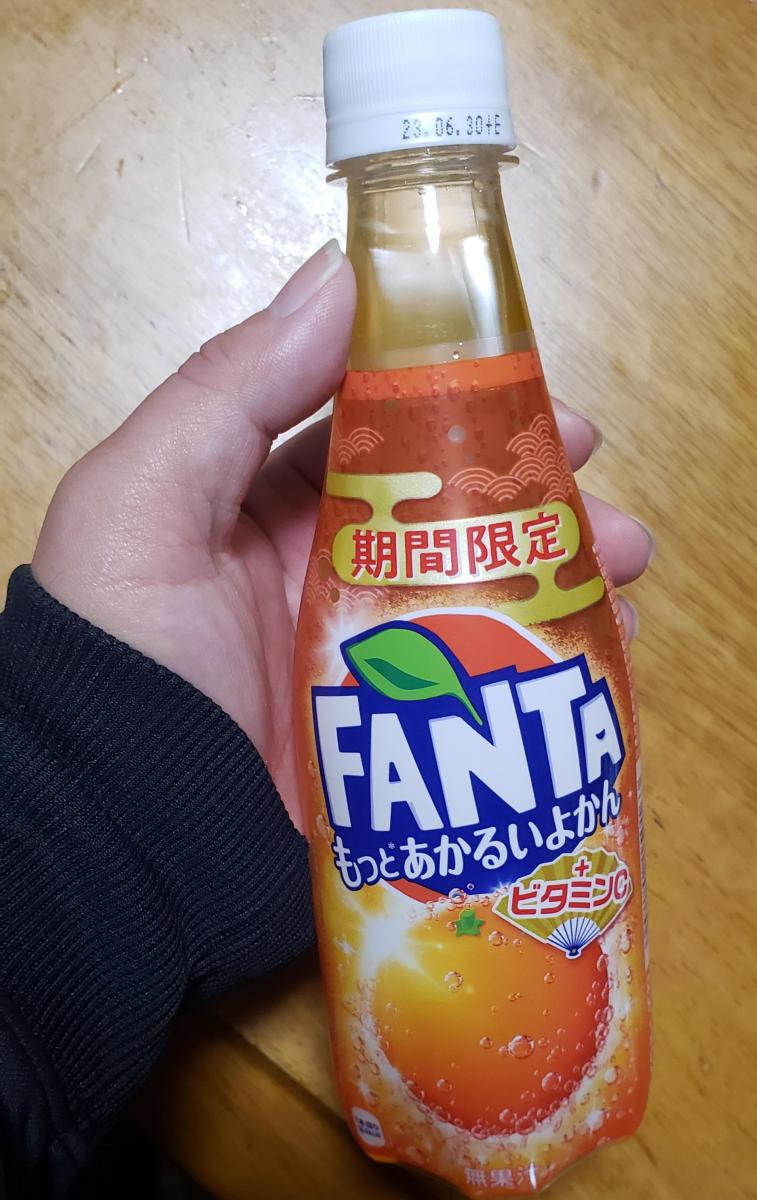 23.06.30+E
期間限定
FANTA
もっとあかるいよかん
+
ビタミンC
無果汁